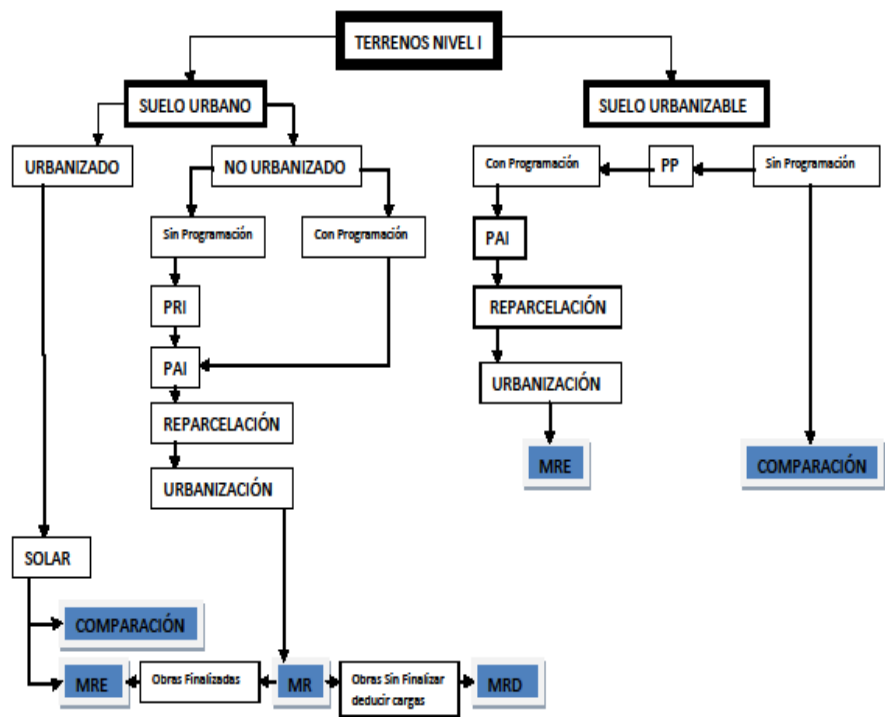 TERRENOS NIVEL I
SUELO URBANO
SUELO URBANIZABLE
URBANIZADO
NO URBANIZADO
Con Programación
PP
Sin Programación
Sin Programación
Con Programación
PAI
PRI
REPARCELACIÓN
PAI
URBANIZACIÓN
REPARCELACIÓN
MRE
COMPARACIÓN
URBANIZACIÓN
SOLAR
COMPARACIÓN
MRE
Obras Finalizadas
MR
Obras Sin Finalizar
deducir cargas
MRD